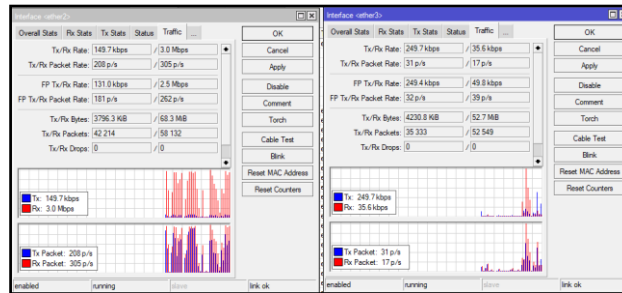 Interface <ether2>
Overall Stats Rx Stats Tx Stats Status Traffic ...
Tx/Rx Rate: 149.7 kbps / 3.0 Mbps
Tx/Rx Packet Rate: 208 p/s / 305 p/s
FP Tx/Rx Rate: 131.0 kbps / 2.5 Mbps
FP Tx/Rx Packet Rate: 181 p/s / 262 p/s
Tx/Rx Bytes: 3796.3 KiB / 68.3 MiB
Tx/Rx Packets: 42 214 / 58 132
Tx/Rx Drops: 0 / 0
Tx: 149.7 kbps
Rx: 3.0 Mbps
Tx Packet: 208 p/s
Rx Packet: 305 p/s
OK
Cancel
Apply
Disable
Comment
Torch
Cable Test
Blink
Reset MAC Address
Reset Counters
enabled running slave link ok
Interface <ether3>
Overall Stats Rx Stats Tx Stats Status Traffic ...
Tx/Rx Rate: 249.7 kbps / 35.6 kbps
Tx/Rx Packet Rate: 31 p/s / 17 p/s
FP Tx/Rx Rate: 249.4 kbps / 49.8 kbps
FP Tx/Rx Packet Rate: 32 p/s / 39 p/s
Tx/Rx Bytes: 4230.8 KiB / 52.7 MiB
Tx/Rx Packets: 35 333 / 52 549
Tx/Rx Drops: 0 / 0
Tx: 249.7 kbps
Rx: 35.6 kbps
Tx Packet: 31 p/s
Rx Packet: 17 p/s
OK
Cancel
Apply
Disable
Comment
Torch
Cable Test
Blink
Reset MAC Address
Reset Counters
enabled running slave link ok